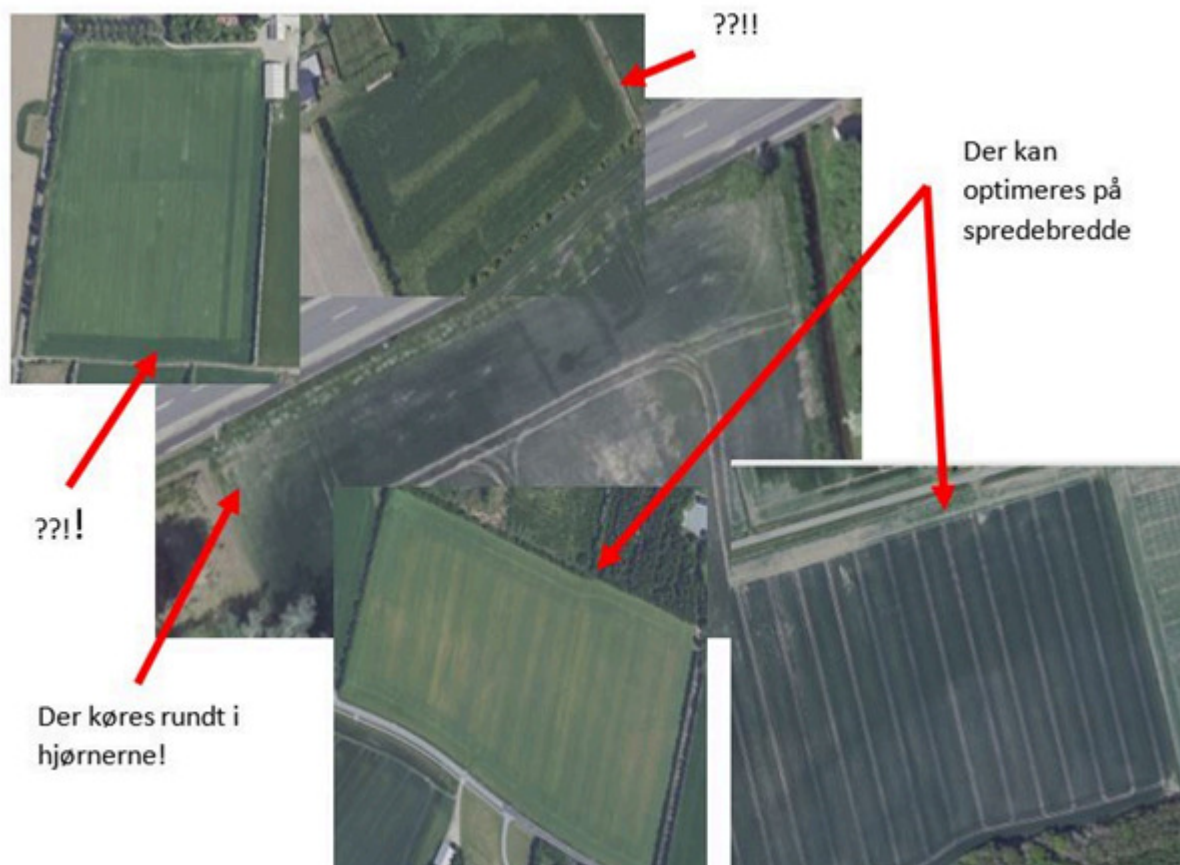 ??!!
Der kan
optimeres på
spredebredde
??!!
Der køres rundt i
hjørnerne!